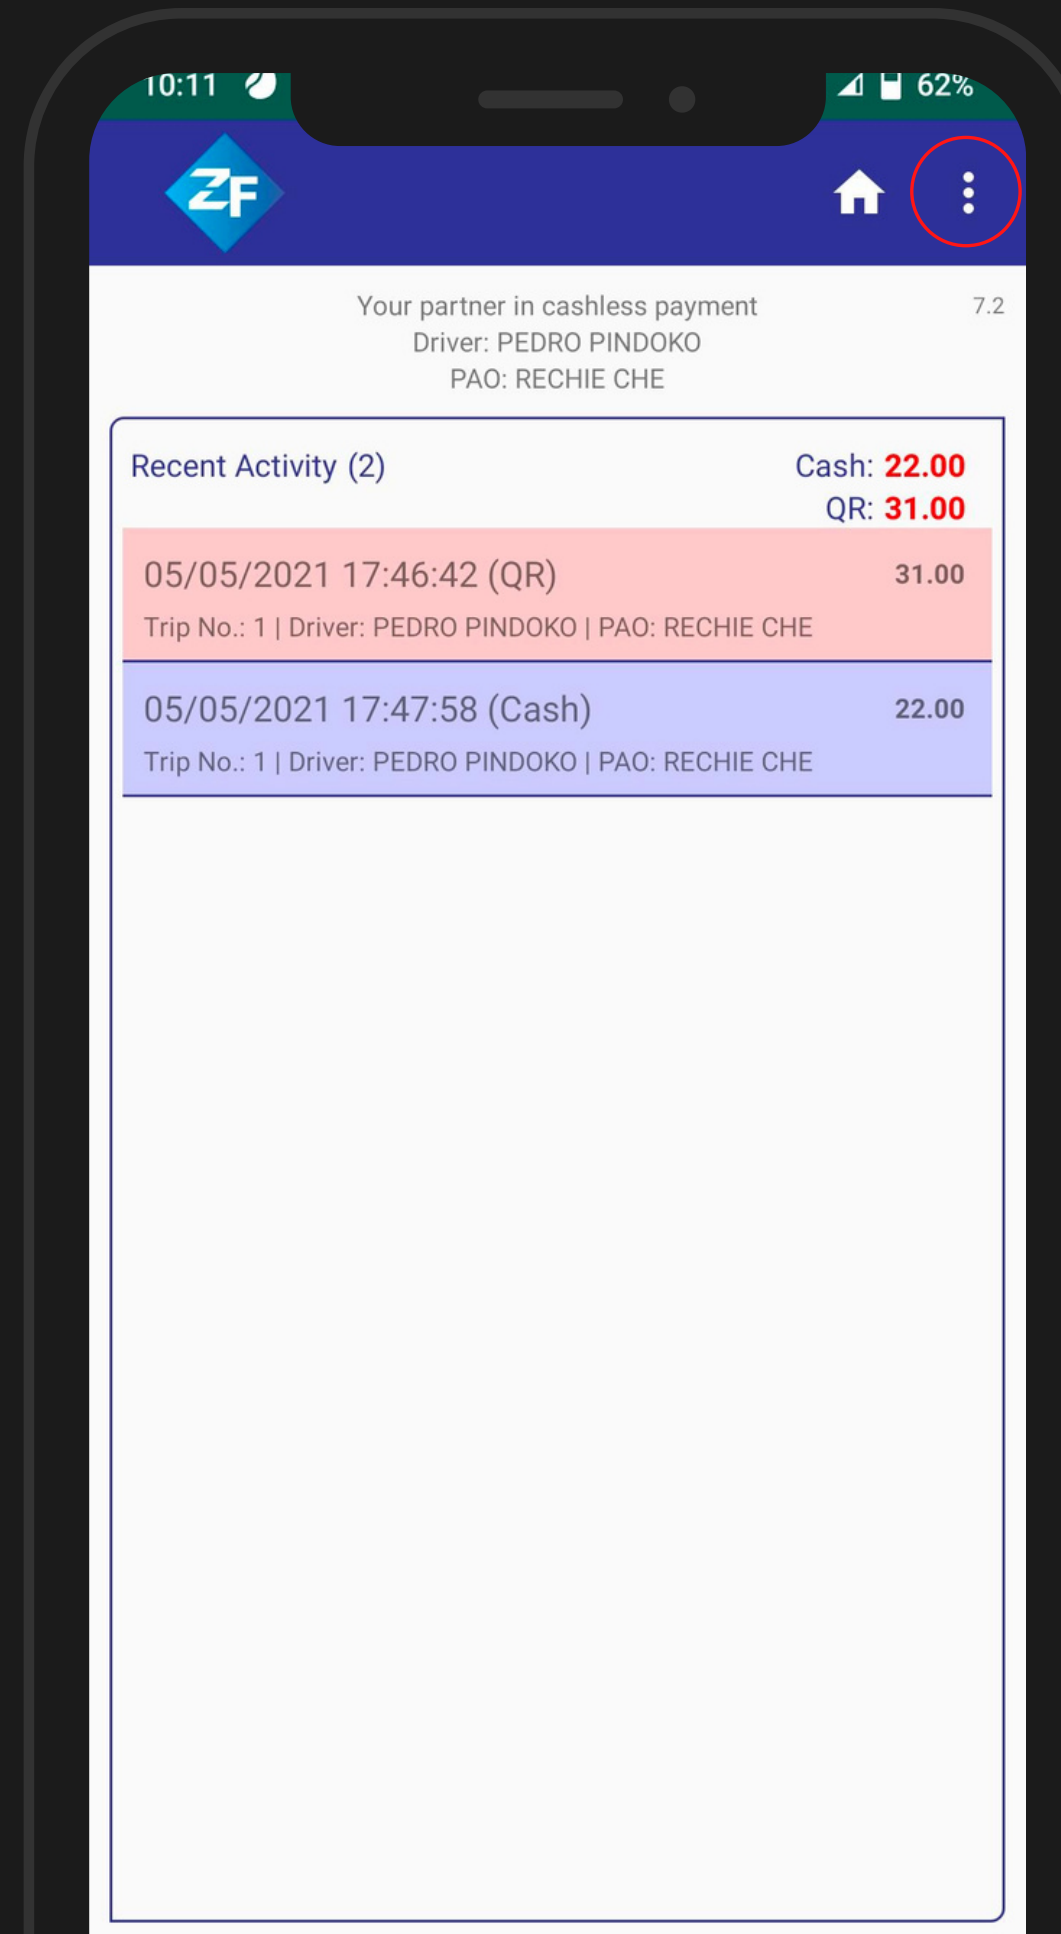 10:11 62%
ZF
Your partner in cashless payment 7.2
Driver: PEDRO PINDOKO
PAO: RECHIE CHE
Recent Activity (2) Cash: 22.00
QR: 31.00
05/05/2021 17:46:42 (QR) 31.00
Trip No.: 1 | Driver: PEDRO PINDOKO | PAO: RECHIE CHE
05/05/2021 17:47:58 (Cash) 22.00
Trip No.: 1 | Driver: PEDRO PINDOKO | PAO: RECHIE CHE